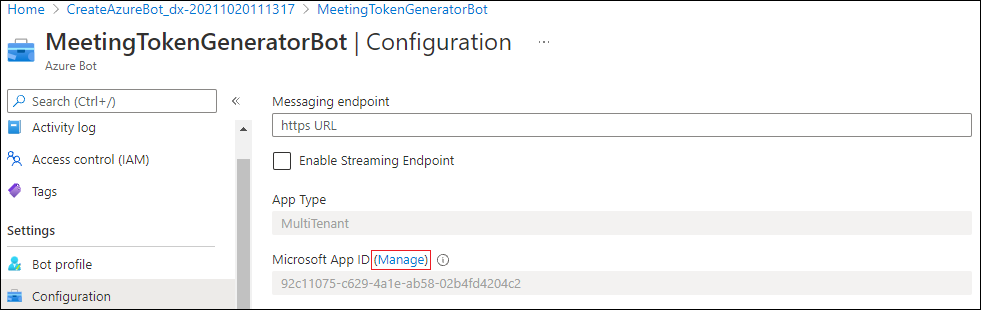 Home > CreateAzureBot_dx-20211020111317 > MeetingTokenGeneratorBot
MeetingTokenGeneratorBot | Configuration ...
Azure Bot
Search (Ctrl+/)
Activity log
Access control (IAM)
Tags
Settings
Bot profile
Configuration
Messaging endpoint
https URL
Enable Streaming Endpoint
App Type
MultiTenant
Microsoft App ID (Manage)
92c11075-c629-4a1e-ab58-02b4fd4204c2